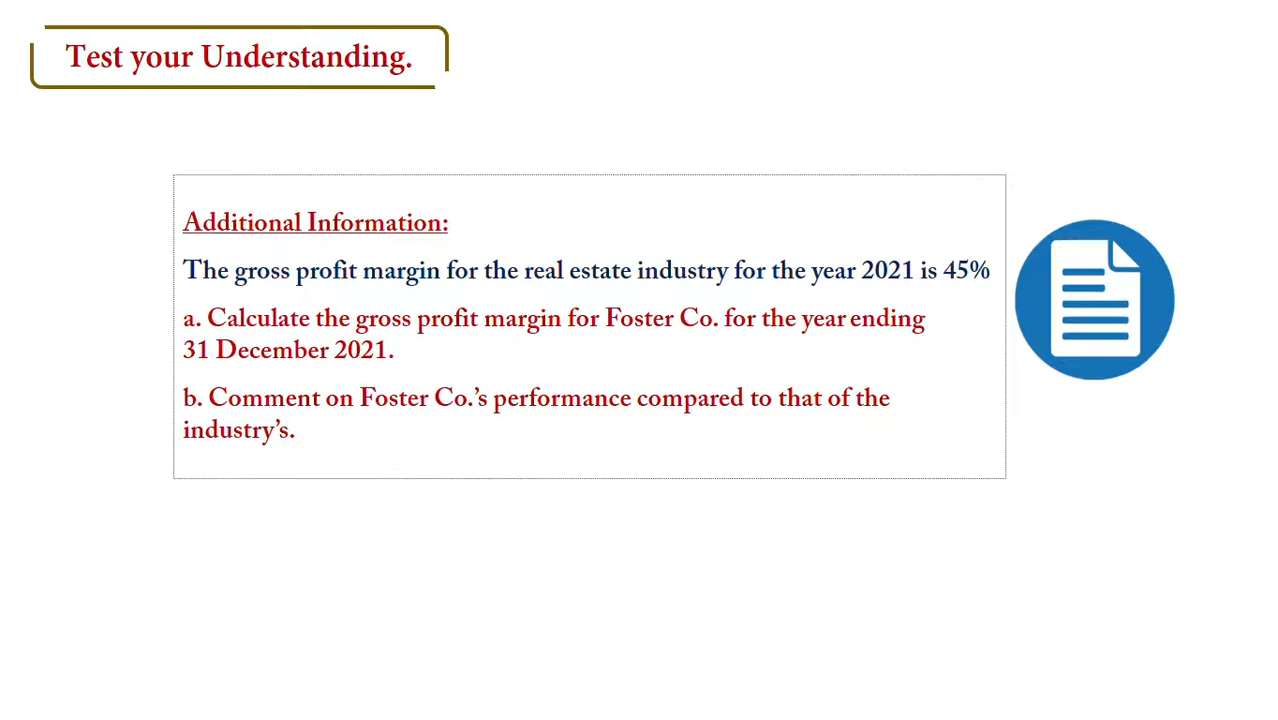 Test your Understanding.
Additional Information:
The gross profit margin for the real estate industry for the year 2021 is 45%
a. Calculate the gross profit margin for Foster Co. for the year ending
31 December 2021.
b. Comment on Foster Co.’s performance compared to that of the
industry’s.